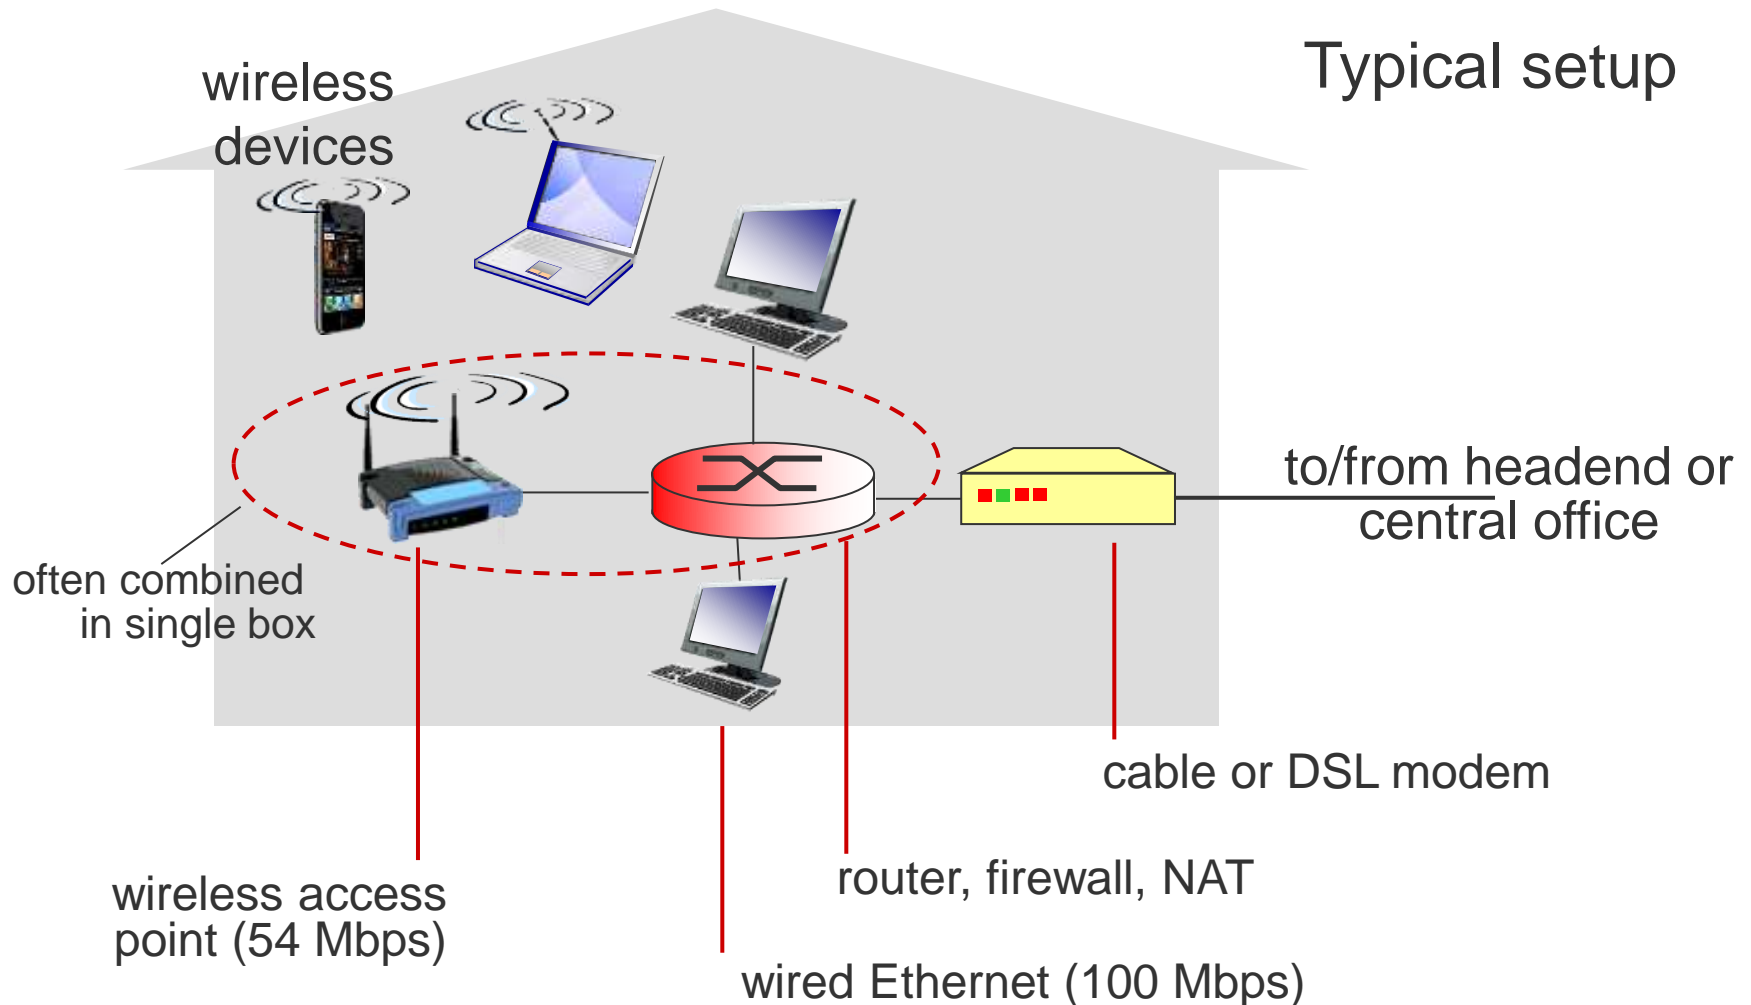 Typical setup
wireless
devices
to/from headend or
central office
often combined
in single box
cable or DSL modem
router, firewall, NAT
wireless access
point (54 Mbps)
wired Ethernet (100 Mbps)